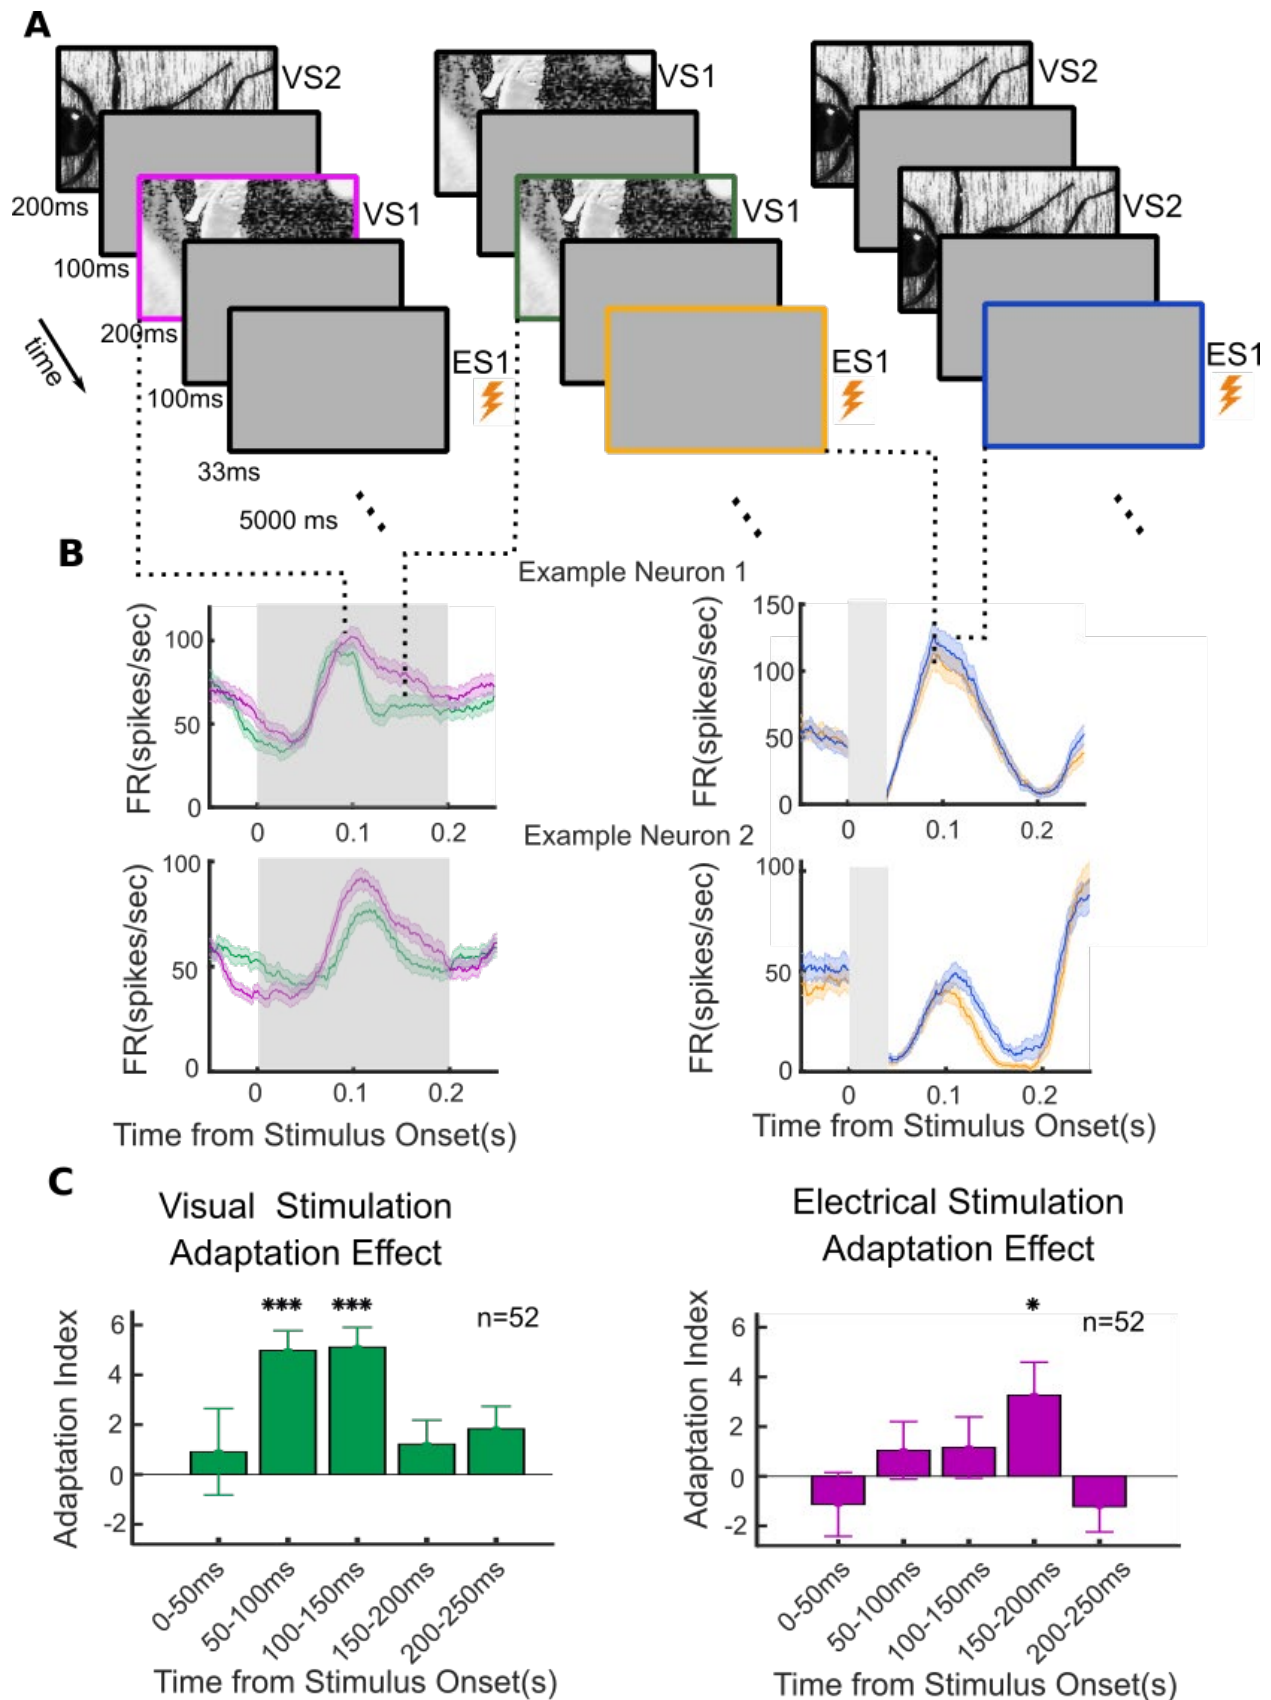 A
VS2
VS1
VS2
VS1
VS1
VS2
200ms
100ms
200ms
100ms
33ms
5000 ms
time
ES1
ES1
ES1
B
Example Neuron 1
FR(spikes/sec)
100
50
0
0
0.1
0.2
FR(spikes/sec)
150
100
50
0
0
0.1
0.2
Example Neuron 2
FR(spikes/sec)
100
50
0
0
0.1
0.2
Time from Stimulus Onset(s)
FR(spikes/sec)
100
50
0
0
0.1
0.2
Time from Stimulus Onset(s)
C
Visual Stimulation
Adaptation Effect
Adaptation Index
6
4
2
0
-2
***
***
n=52
0-50ms
50-100ms
100-150ms
150-200ms
200-250ms
Time from Stimulus Onset(s)
Electrical Stimulation
Adaptation Effect
Adaptation Index
6
4
2
0
-2
*
n=52
0-50ms
50-100ms
100-150ms
150-200ms
200-250ms
Time from Stimulus Onset(s)